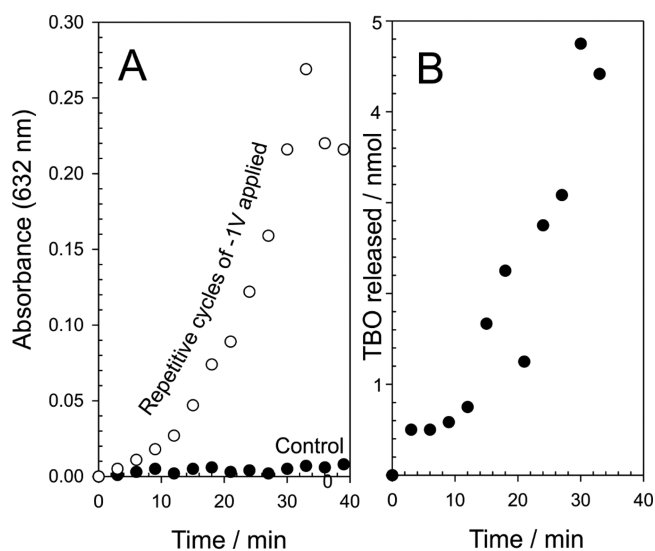 A
B
Absorbance (632 nm)
0.30
0.25
0.20
0.15
0.10
0.05
0.00
Repetitive cycles of -1V applied
Control
0
0
10
20
30
40
Time / min
TBO released / nmol
5
4
1
0
10
20
30
40
Time / min